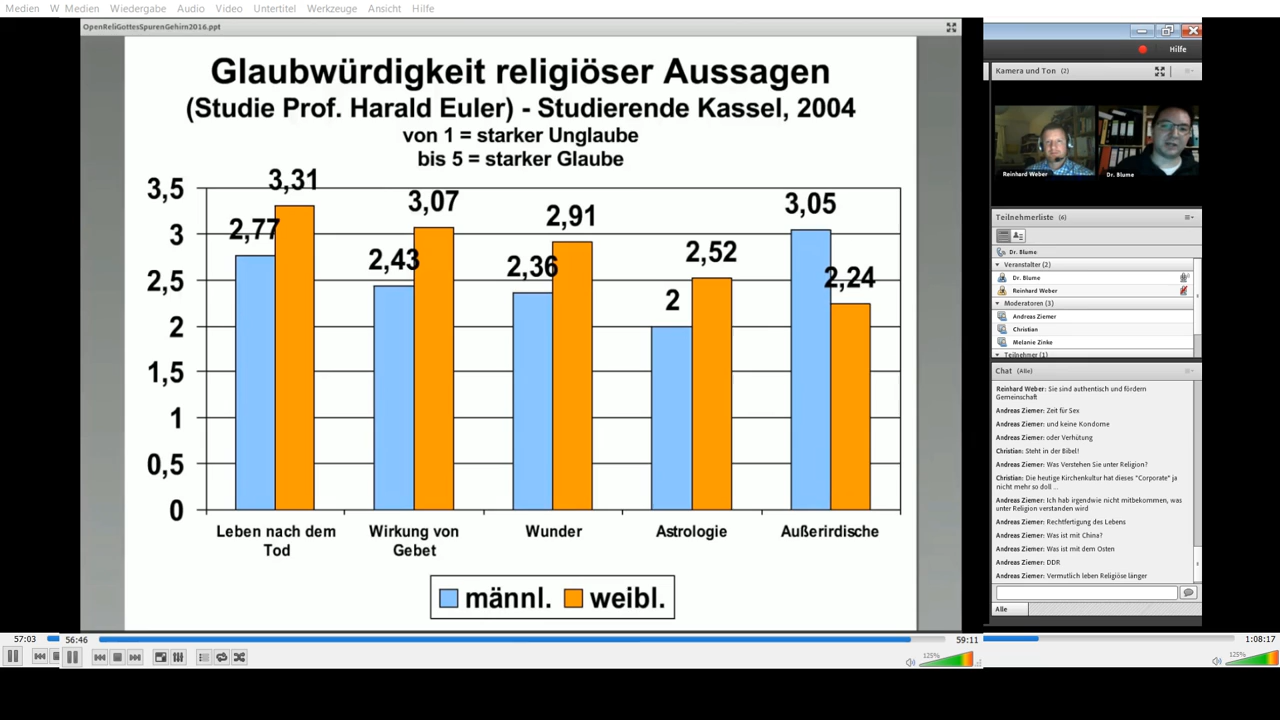 Medien W Medien Wiedergabe Audio Video Untertitel Werkzeuge Ansicht Hilfe
OpenReliGottesSpurenGehirn2016.ppt
Glaubwürdigkeit religiöser Aussagen
(Studie Prof. Harald Euler) - Studierende Kassel, 2004
von 1 = starker Unglaube
bis 5 = starker Glaube
3,5
3
2,5
2
1,5
1
0,5
0
2,77 3,31
2,43 3,07
2,36 2,91
2 2,52
3,05 2,24
Leben nach dem
Tod
Wirkung von
Gebet
Wunder
Astrologie
Außerirdische
männl. weibl.
Hilfe
Kamera und Ton (2)
Reinhard Weber
Dr. Blume
Teilnehmerliste (6)
Dr. Blume
Veranstalter (2)
Dr. Blume
Reinhard Weber
Moderatoren (3)
Andreas Ziemer
Christian
Melanie Zinke
Teilnehmer (1)
Chat (Alle)
Reinhard Weber: Sie sind authentisch und fördern
Gemeinschaft
Andreas Ziemer: Zeit für Sex
Andreas Ziemer: und keine Kondome
Andreas Ziemer: oder Verhütung
Christian: Steht in der Bibel!
Andreas Ziemer: Was Verstehen Sie unter Religion?
Christian: Die heutige Kirchenkultur hat dieses "Corporate" ja
nicht mehr so doll ...
Andreas Ziemer: Ich hab irgendwie nicht mitbekommen, was
unter Religion verstanden wird
Andreas Ziemer: Rechtfertigung des Lebens
Andreas Ziemer: Was ist mit China?
Andreas Ziemer: Was ist mit dem Osten
Andreas Ziemer: DDR
Andreas Ziemer: Vermutlich leben Religiöse länger
Alle
57:03 56:46 59:11 1:08:17
125% 125%